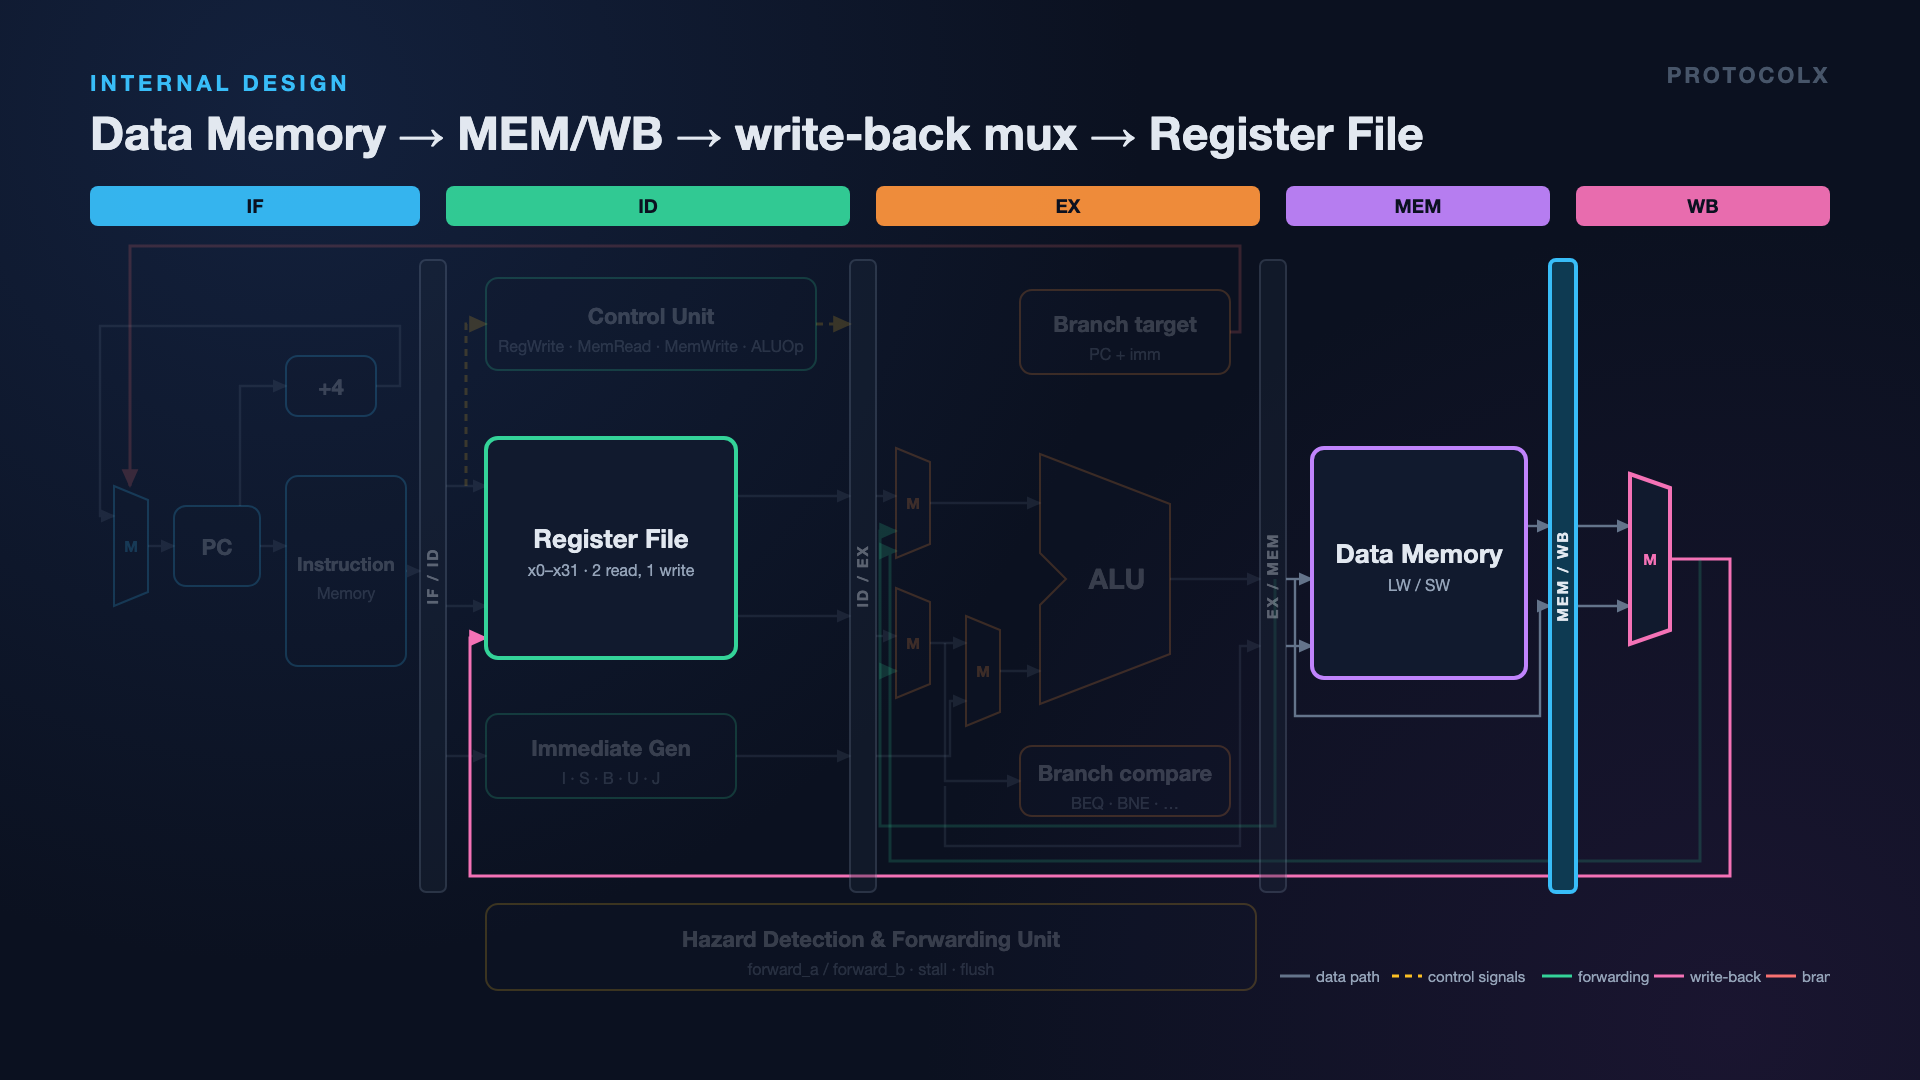 INTERNAL DESIGN
PROTOCOLX
Data Memory → MEM/WB → write-back mux → Register File
IF
ID
EX
MEM
WB
Control Unit
RegWrite · MemRead · MemWrite · ALUOp
Branch target
PC + imm
+4
M
PC
Instruction
Memory
IF / ID
Register File
x0–x31 · 2 read, 1 write
ID / EX
M
M
M
ALU
EX / MEM
Data Memory
LW / SW
MEM / WB
M
Immediate Gen
I · S · B · U · J
Branch compare
BEQ · BNE · …
Hazard Detection & Forwarding Unit
forward_a / forward_b · stall · flush
data path
control signals
forwarding
write-back
brar